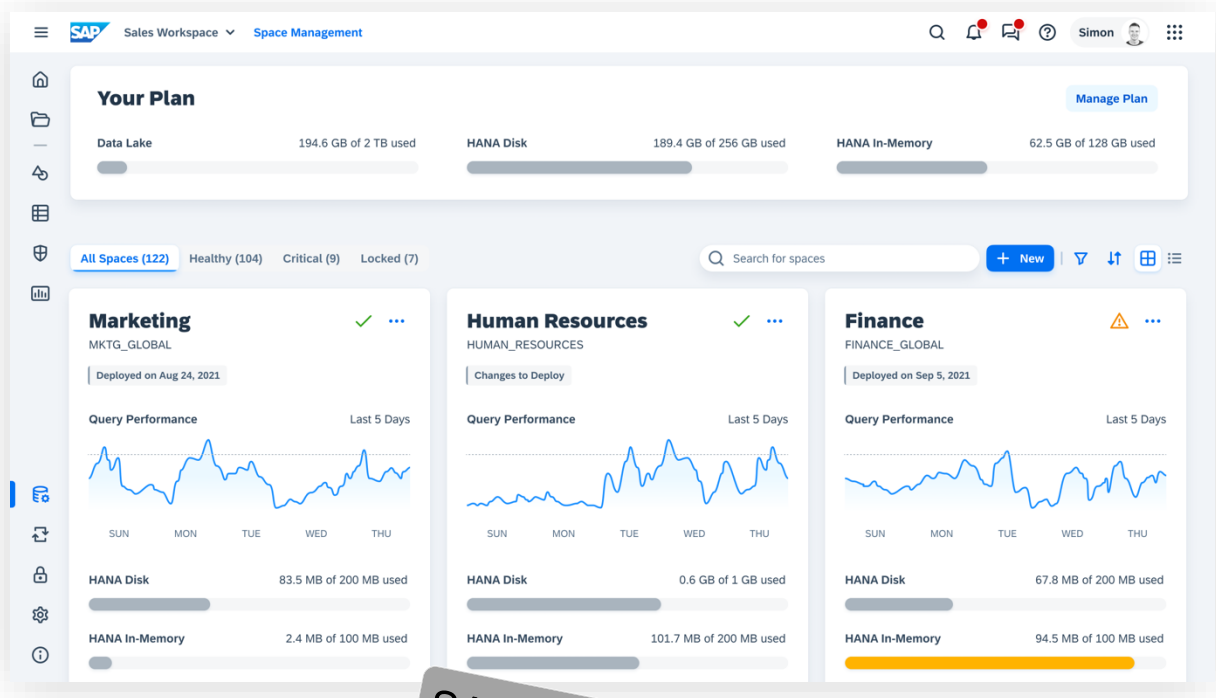 SAP Sales Workspace Space Management Simon
Your Plan Manage Plan
Data Lake 194.6 GB of 2 TB used HANA Disk 189.4 GB of 256 GB used HANA In-Memory 62.5 GB of 128 GB used
All Spaces (122) Healthy (104) Critical (9) Locked (7) Search for spaces + New
Marketing
MKTG_GLOBAL
Deployed on Aug 24, 2021
Query Performance Last 5 Days
SUN MON TUE WED THU
HANA Disk 83.5 MB of 200 MB used
HANA In-Memory 2.4 MB of 100 MB used
Human Resources
HUMAN_RESOURCES
Changes to Deploy
Query Performance Last 5 Days
SUN MON TUE WED THU
HANA Disk 0.6 GB of 1 GB used
HANA In-Memory 101.7 MB of 200 MB used
Finance
FINANCE_GLOBAL
Deployed on Sep 5, 2021
Query Performance Last 5 Days
SUN MON TUE WED THU
HANA Disk 67.8 MB of 200 MB used
HANA In-Memory 94.5 MB of 100 MB used